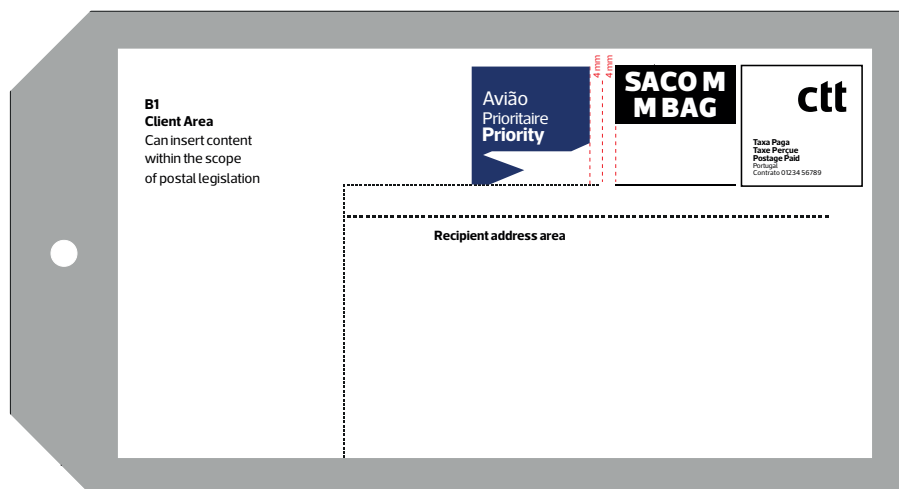 B1
Client Area
Can insert content
within the scope
of postal legislation
Avião
Prioritaire
Priority
4 mm
4 mm
SACO M
M BAG
ctt
Taxa Paga
Taxe Perçue
Postage Paid
Portugal
Contrato 01234 56789
Recipient address area